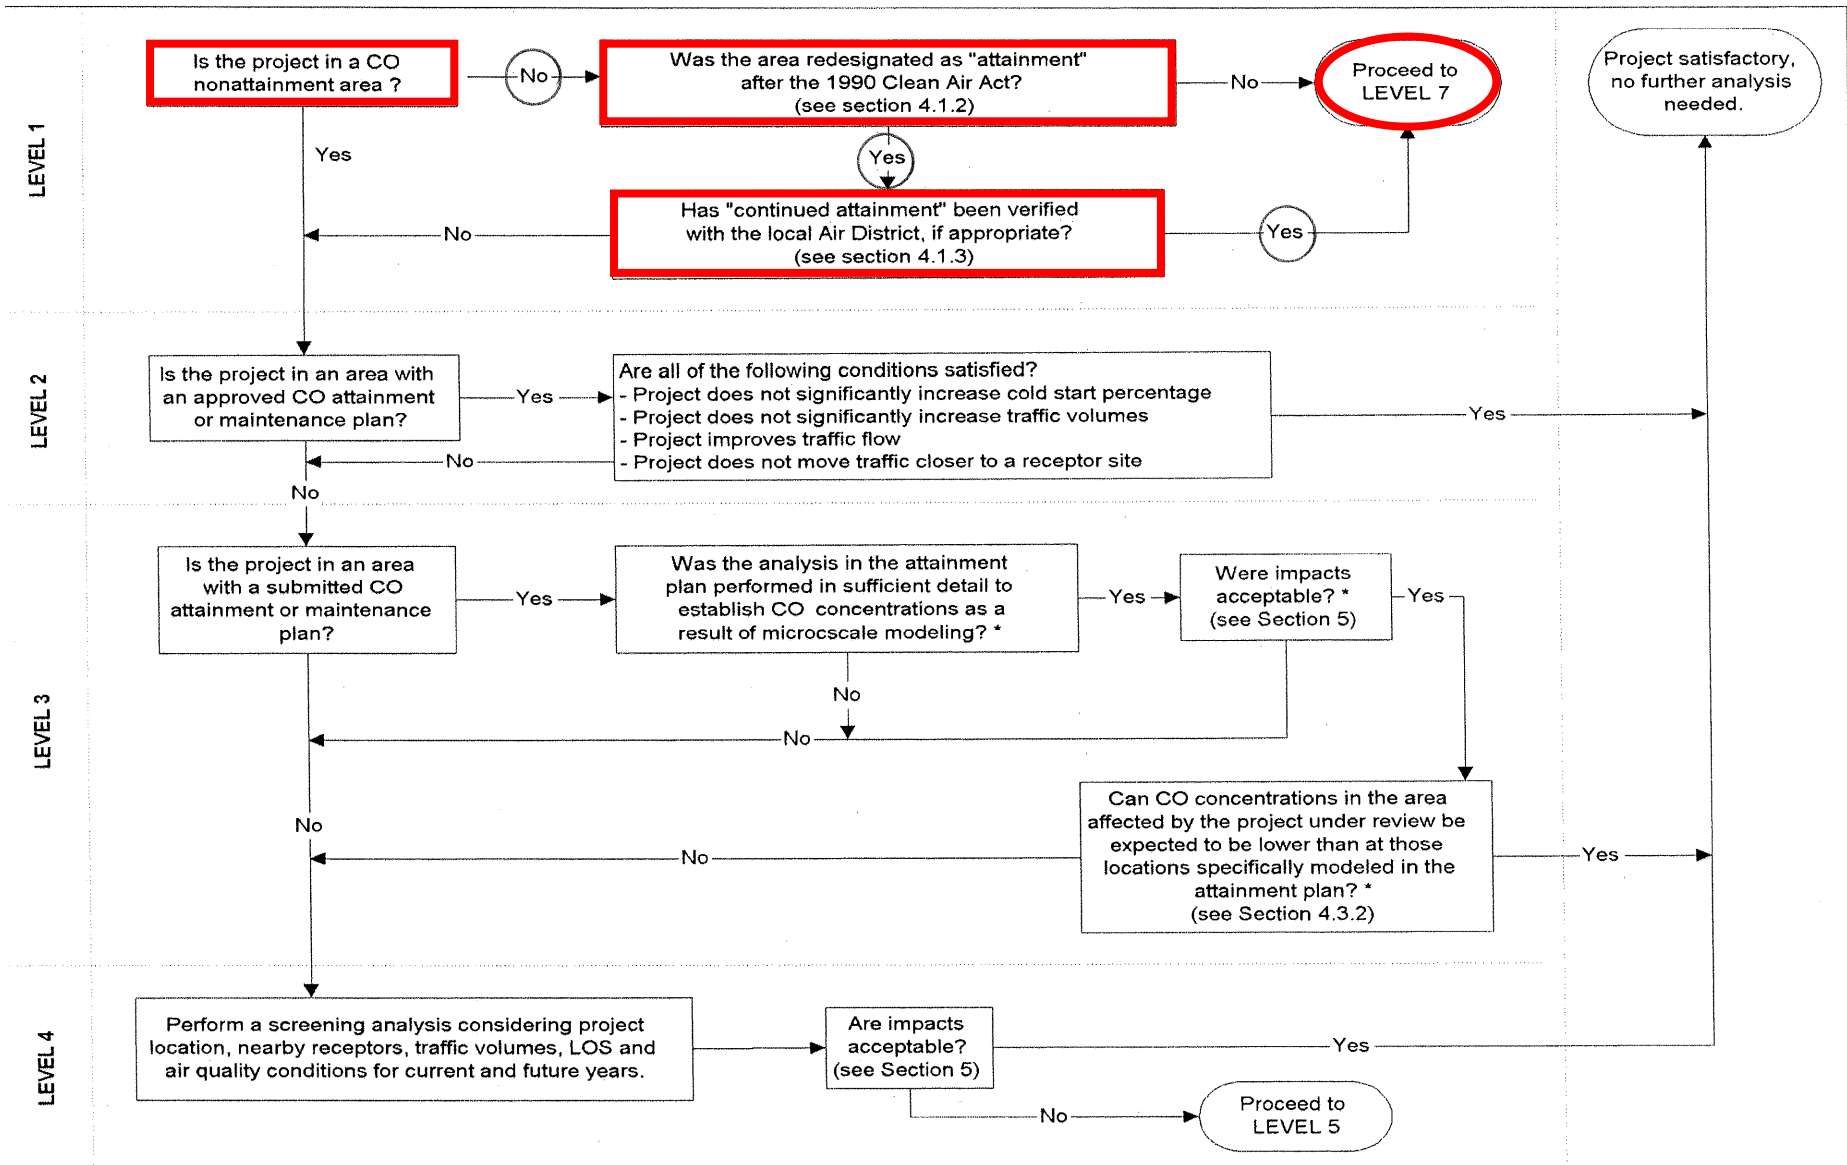 LEVEL 1
Is the project in a CO
nonattainment area ?
No
Was the area redesignated as "attainment"
after the 1990 Clean Air Act?
(see section 4.1.2)
No
Proceed to
LEVEL 7
Project satisfactory,
no further analysis
needed.
Yes
Yes
Has "continued attainment" been verified
with the local Air District, if appropriate?
(see section 4.1.3)
No
Yes
LEVEL 2
Is the project in an area with
an approved CO attainment
or maintenance plan?
Yes
Are all of the following conditions satisfied?
- Project does not significantly increase cold start percentage
- Project does not significantly increase traffic volumes
- Project improves traffic flow
- Project does not move traffic closer to a receptor site
Yes
No
No
LEVEL 3
Is the project in an area
with a submitted CO
attainment or maintenance
plan?
Yes
Was the analysis in the attainment
plan performed in sufficient detail to
establish CO concentrations as a
result of microcscale modeling? *
Yes
Were impacts
acceptable? *
(see Section 5)
Yes
No
No
No
Can CO concentrations in the area
affected by the project under review be
expected to be lower than at those
locations specifically modeled in the
attainment plan? *
(see Section 4.3.2)
No
Yes
LEVEL 4
Perform a screening analysis considering project
location, nearby receptors, traffic volumes, LOS and
air quality conditions for current and future years.
Are impacts
acceptable?
(see Section 5)
Yes
No
Proceed to
LEVEL 5